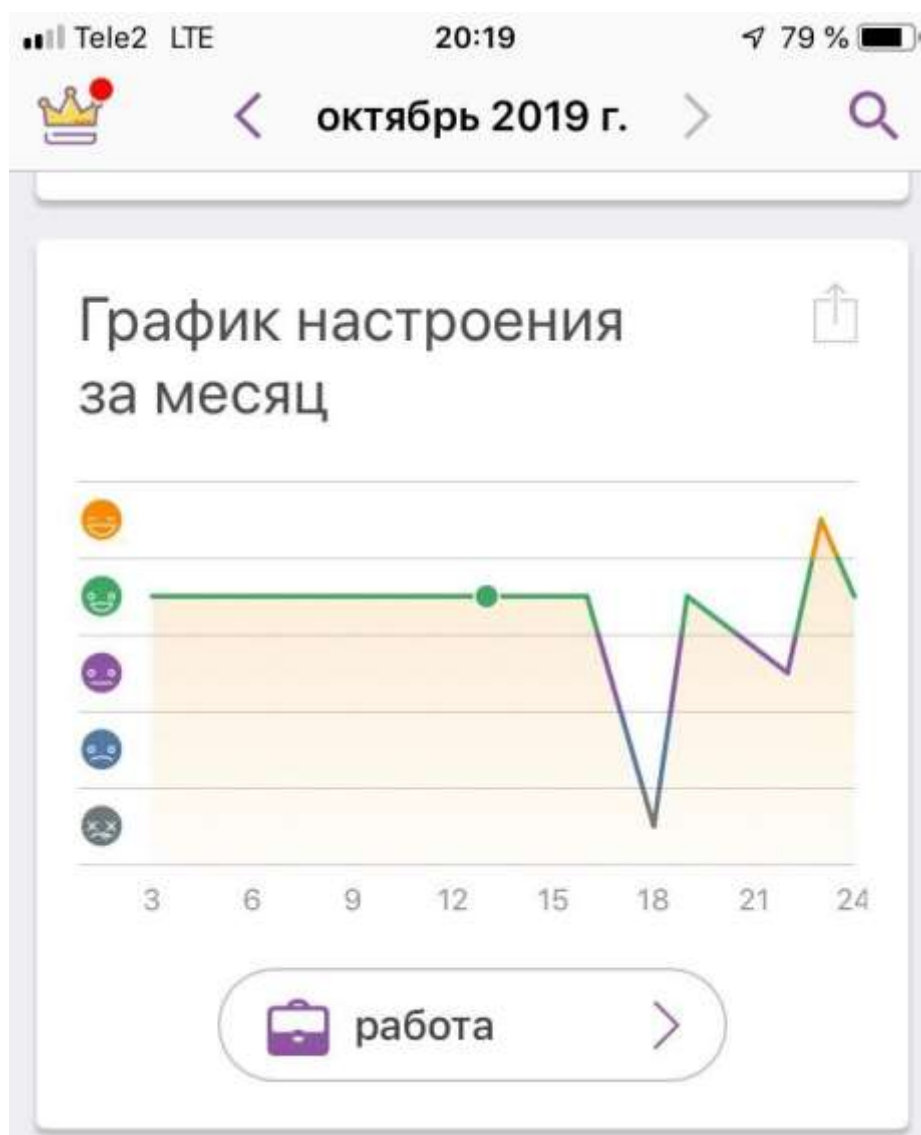 Tele2 LTE 20:19 79 %
октябрь 2019 г.
График настроения
за месяц
3 6 9 12 15 18 21 24
работа